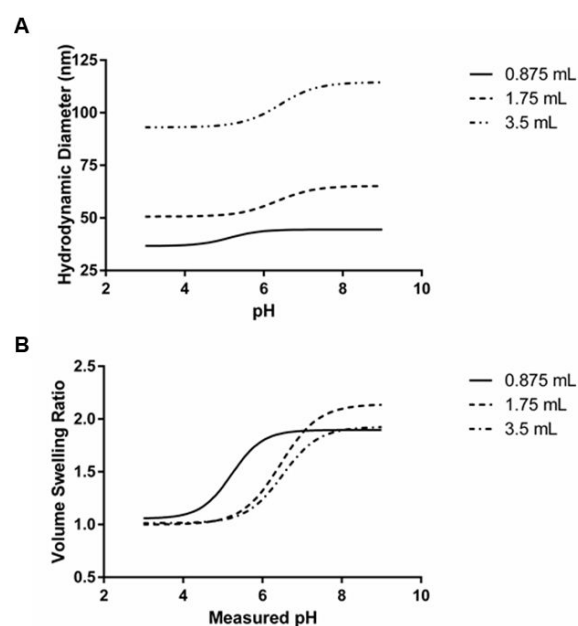 A
Hydrodynamic Diameter (nm)
125
100
75
50
25
2 4 6 8 10
pH
0.875 mL
1.75 mL
3.5 mL
B
Volume Swelling Ratio
2.5
2.0
1.5
1.0
0.5
2 4 6 8 10
Measured pH
0.875 mL
1.75 mL
3.5 mL